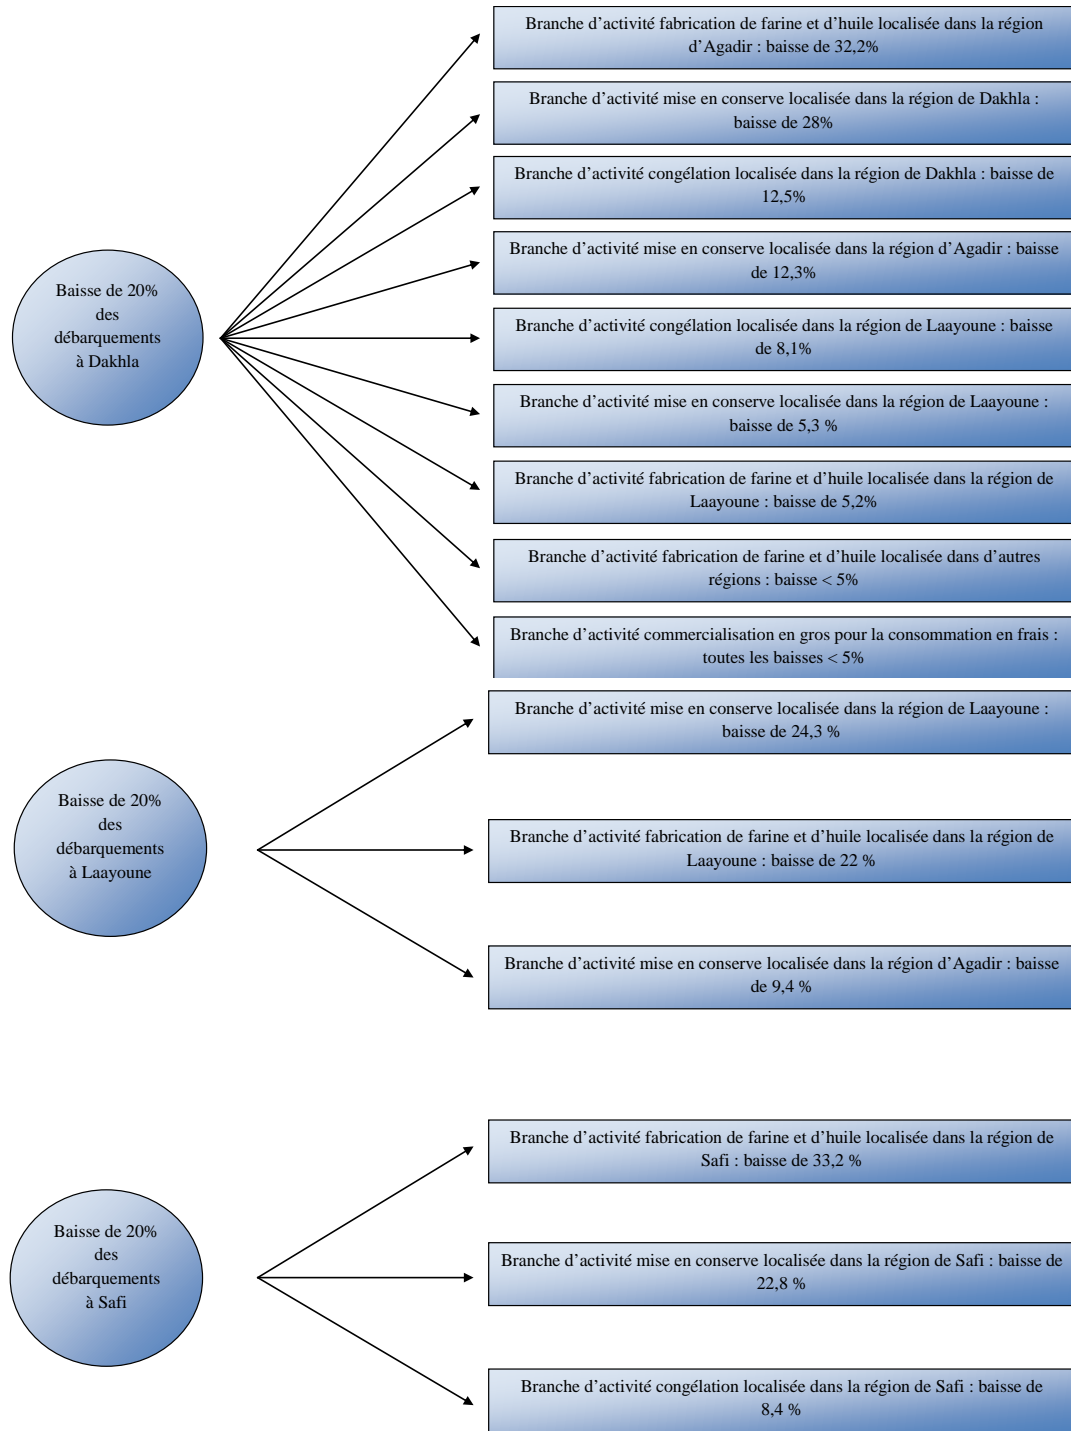 Baisse de 20%
des
débarquements
à Dakhla
Branche d’activité fabrication de farine et d’huile localisée dans la région
d’Agadir : baisse de 32,2%
Branche d’activité mise en conserve localisée dans la région de Dakhla :
baisse de 28%
Branche d’activité congélation localisée dans la région de Dakhla : baisse de
12,5%
Branche d’activité mise en conserve localisée dans la région d’Agadir : baisse
de 12,3%
Branche d’activité congélation localisée dans la région de Laayoune : baisse
de 8,1%
Branche d’activité mise en conserve localisée dans la région de Laayoune :
baisse de 5,3 %
Branche d’activité fabrication de farine et d’huile localisée dans la région de
Laayoune : baisse de 5,2%
Branche d’activité fabrication de farine et d’huile localisée dans d’autres
régions : baisse < 5%
Branche d’activité commercialisation en gros pour la consommation en frais :
toutes les baisses < 5%
Baisse de 20%
des
débarquements
à Laayoune
Branche d’activité mise en conserve localisée dans la région de Laayoune :
baisse de 24,3 %
Branche d’activité fabrication de farine et d’huile localisée dans la région de
Laayoune : baisse de 22 %
Branche d’activité mise en conserve localisée dans la région d’Agadir : baisse
de 9,4 %
Baisse de 20%
des
débarquements
à Safi
Branche d’activité fabrication de farine et d’huile localisée dans la région de
Safi : baisse de 33,2 %
Branche d’activité mise en conserve localisée dans la région de Safi : baisse de
22,8 %
Branche d’activité congélation localisée dans la région de Safi : baisse de
8,4 %